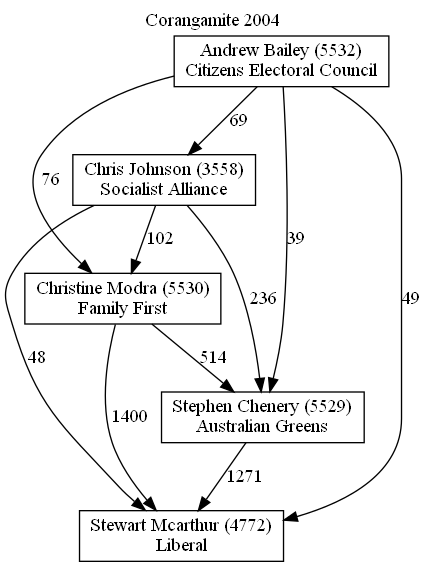 Corangamite 2004
Andrew Bailey (5532)
Citizens Electoral Council
69
Chris Johnson (3558)
Socialist Alliance
76
102
39
Christine Modra (5530)
Family First
236
49
48
514
Stephen Chenery (5529)
Australian Greens
1400
1271
Stewart Mcarthur (4772)
Liberal